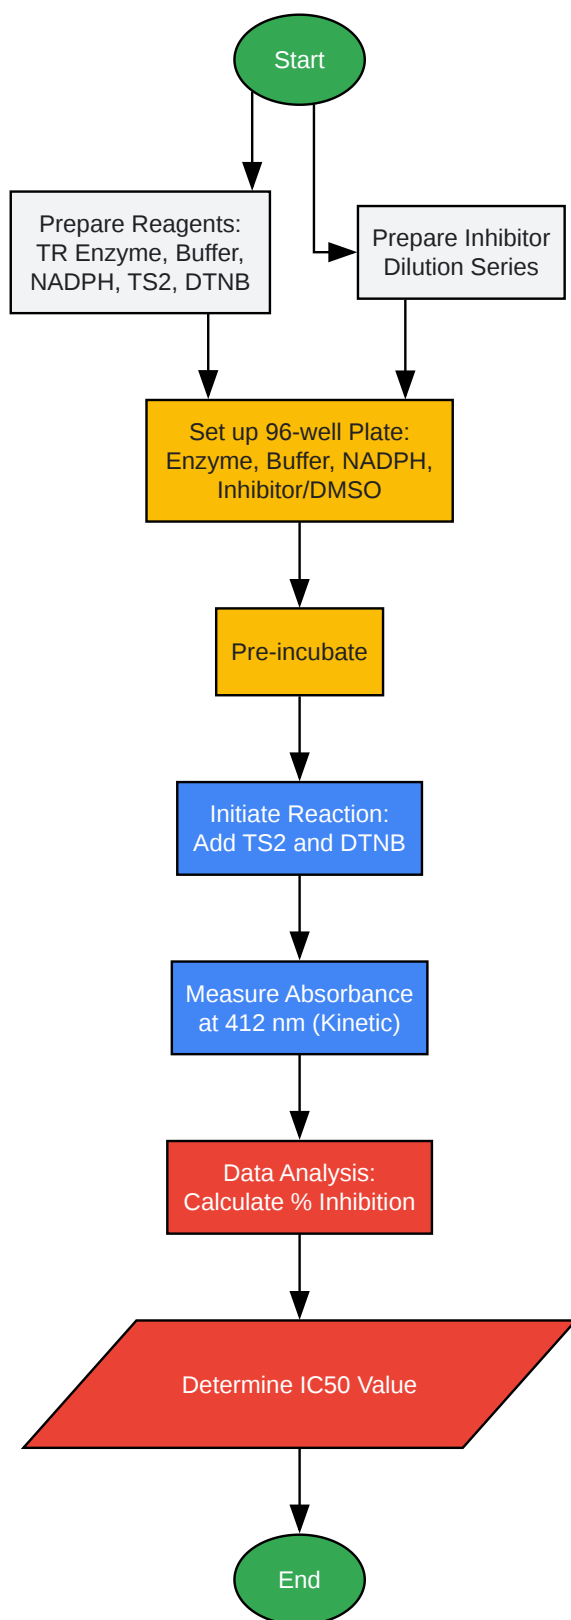 Start
Prepare Reagents:
TR Enzyme, Buffer,
NADPH, TS2, DTNB
Prepare Inhibitor
Dilution Series
Set up 96-well Plate:
Enzyme, Buffer, NADPH,
Inhibitor/DMSO
Pre-incubate
Initiate Reaction:
Add TS2 and DTNB
Measure Absorbance
at 412 nm (Kinetic)
Data Analysis:
Calculate % Inhibition
Determine IC50 Value
End